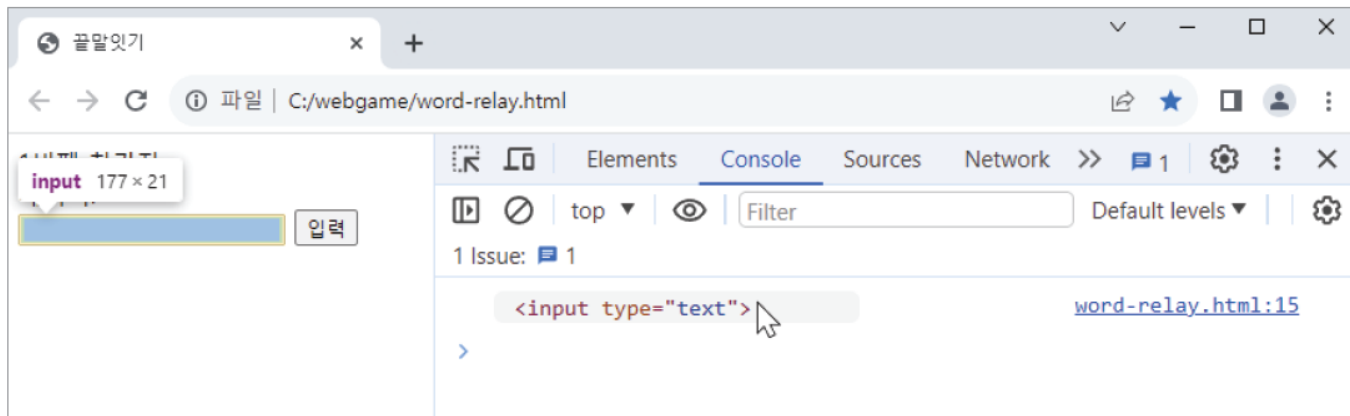 끝말잇기
파일 C:/webgame/word-relay.html
Elements Console Sources Network 1
input 177 × 21
top Filter Default levels
입력
1 Issue: 1
<input type="text"> word-relay.html:15